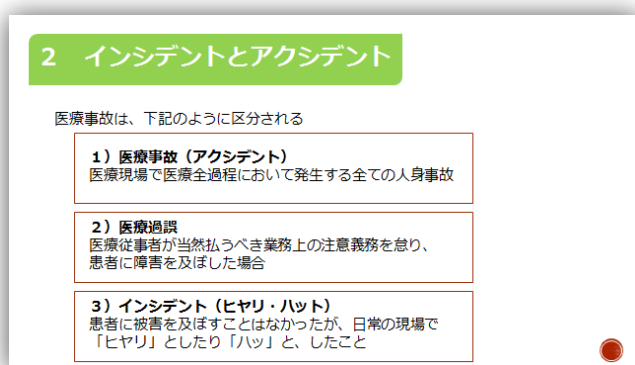 2 インシデントとアクシデント
医療事故は、下記のように区分される
1）医療事故（アクシデント）
医療現場で医療全過程において発生する全ての人身事故
2）医療過誤
医療従事者が当然払うべき業務上の注意義務を怠り、
患者に障害を及ぼした場合
3）インシデント（ヒヤリ・ハット）
患者に被害を及ぼすことはなかったが、日常の現場で
「ヒヤリ」としたり「ハッ」と、したこと